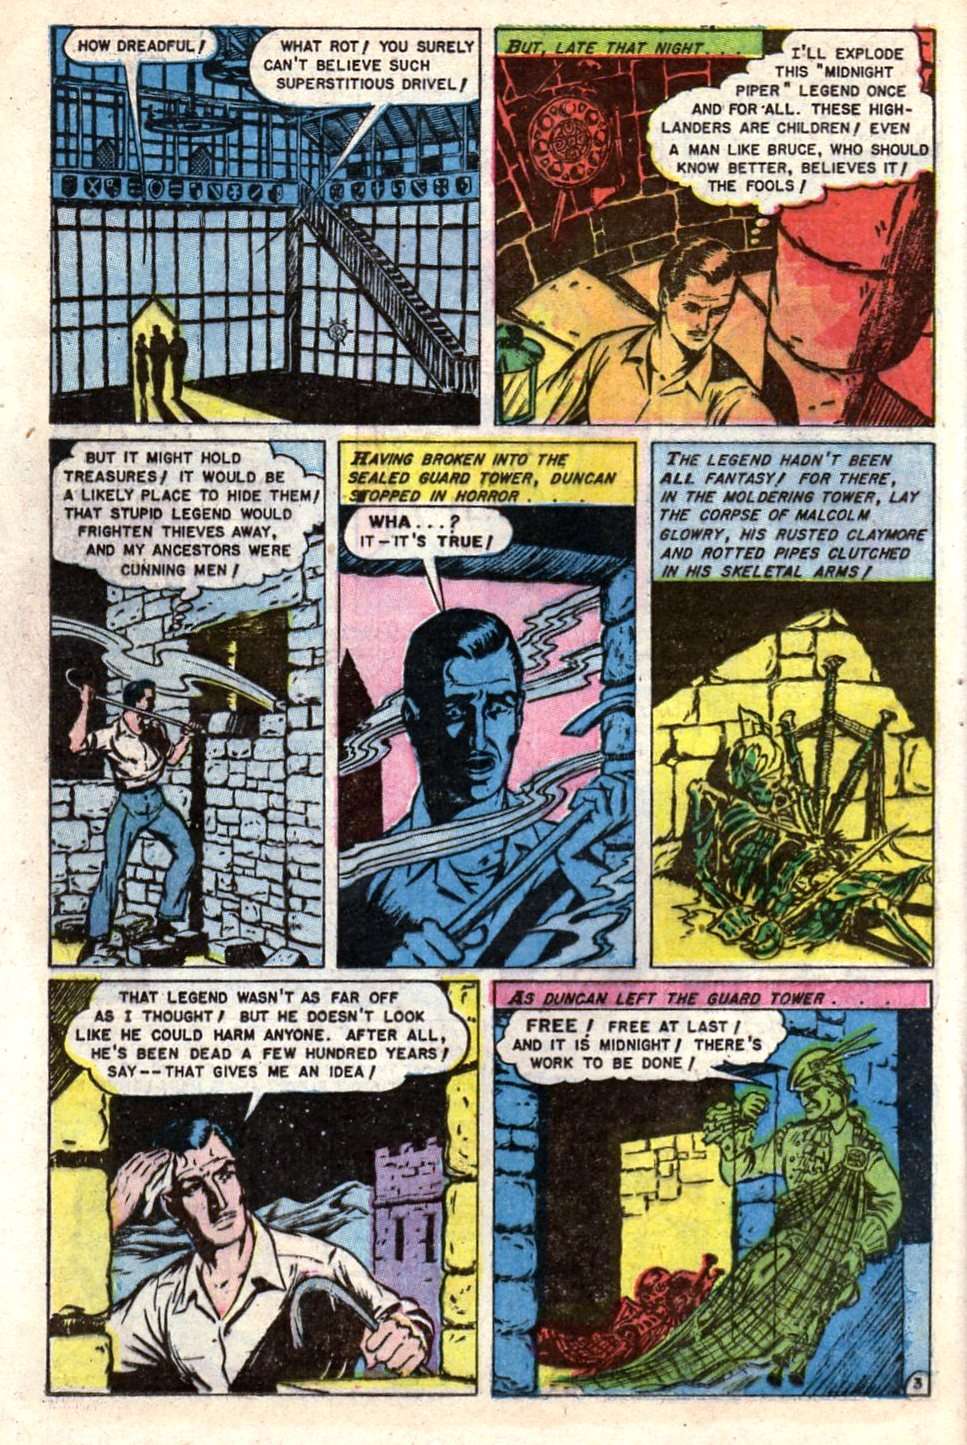 HOW DREADFUL!
WHAT ROT! YOU SURELY
CAN'T BELIEVE SUCH
SUPERSTITIOUS DRIVEL!
BUT, LATE THAT NIGHT. . .
I'LL EXPLODE
THIS "MIDNIGHT
PIPER" LEGEND ONCE
AND FOR ALL. THESE HIGH-
LANDERS ARE CHILDREN! EVEN
A MAN LIKE BRUCE, WHO SHOULD
KNOW BETTER, BELIEVES IT!
THE FOOLS!
BUT IT MIGHT HOLD
TREASURES! IT WOULD BE
A LIKELY PLACE TO HIDE THEM!
THAT STUPID LEGEND WOULD
FRIGHTEN THIEVES AWAY,
AND MY ANCESTORS WERE
CUNNING MEN!
HAVING BROKEN INTO THE
SEALED GUARD TOWER, DUNCAN
STOPPED IN HORROR . . . .
WHA...?
IT-IT'S TRUE!
THE LEGEND HADN'T BEEN
ALL FANTASY! FOR THERE,
IN THE MOLDERING TOWER, LAY
THE CORPSE OF MALCOLM
GLOWRY, HIS RUSTED CLAYMORE
AND ROTTED PIPES CLUTCHED
IN HIS SKELETAL ARMS!
THAT LEGEND WASN'T AS FAR OFF
AS I THOUGHT! BUT HE DOESN'T LOOK
LIKE HE COULD HARM ANYONE. AFTER ALL,
HE'S BEEN DEAD A FEW HUNDRED YEARS!
SAY--THAT GIVES ME AN IDEA!
AS DUNCAN LEFT THE GUARD TOWER . . . .
FREE! FREE AT LAST!
AND IT IS MIDNIGHT! THERE'S
WORK TO BE DONE!
3